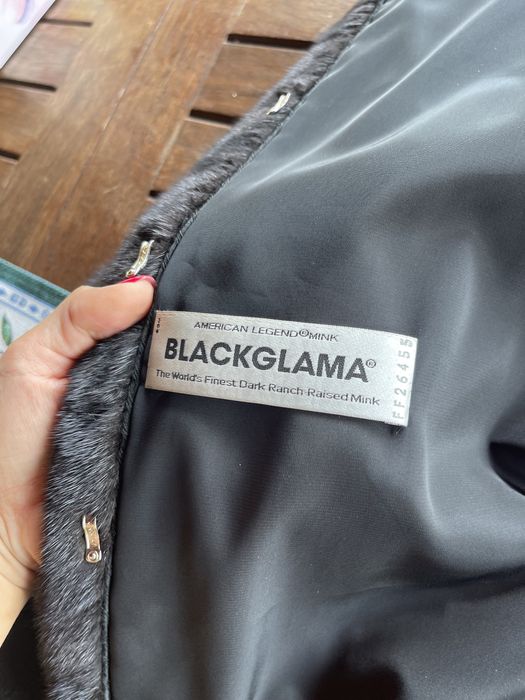 AMERICAN LEGEND®MINK
BLACKGLAMA®
The World's Finest Dark Ranch-Raised Mink
FF26455